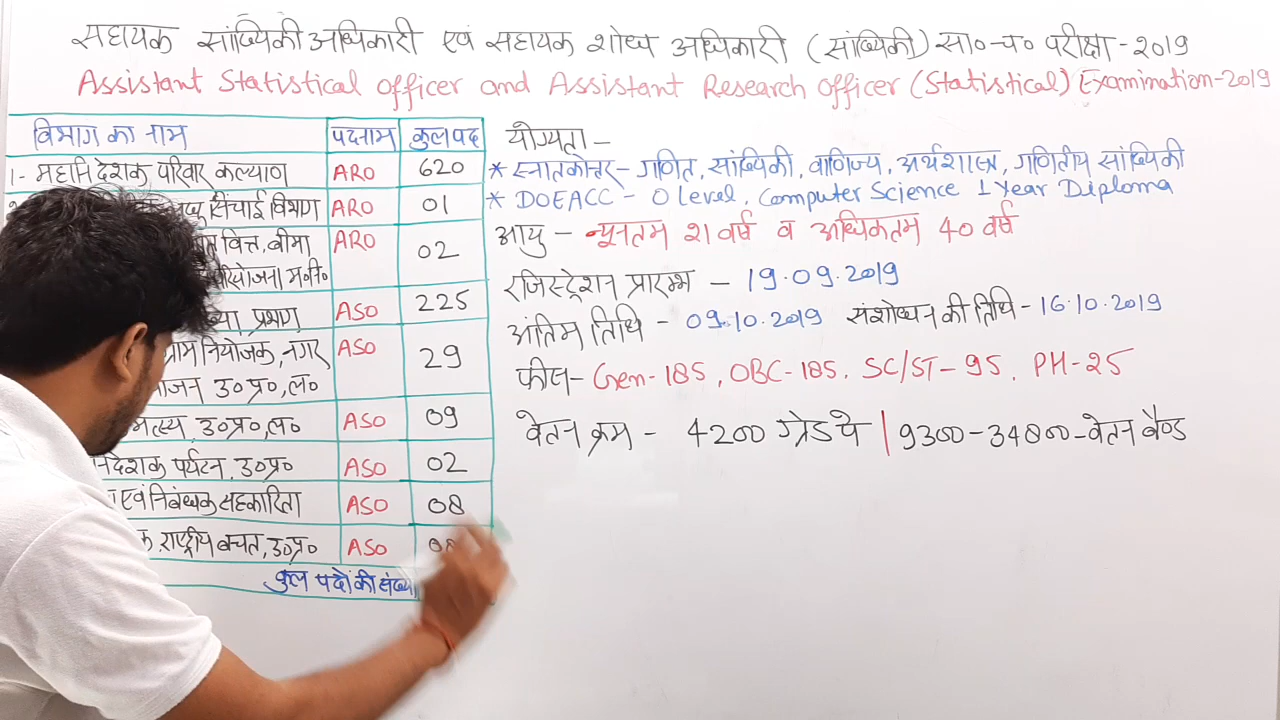 सहायक सांख्यिकी अधिकारी एवं सहायक शोध अधिकारी (सांख्यिकी) सा० च० परीक्षा-2019
Assistant Statistical officer and Assistant Research Officer (Statistical) Examination-2019
विभाग का नाम पदनाम कुल पद
1- महानिदेशक परिवार कल्याण ARO 620
सिंचाई विभाग ARO 01
वित्त, बीमा ARO 02
ASO 225
नियोजक, नगर ASO 29
उ०प्र०, ल०
मत्स्य, उ०प्र०, ल० ASO 09
पर्यटन, उ०प्र० ASO 02
एवं निबंधक सहकारिता ASO 08
राष्ट्रीय बचत, उ०प्र० ASO
कुल पदों की संख्या
योग्यता-
* स्नातकोत्तर- गणित, सांख्यिकी, वाणिज्य, अर्थशास्त्र, गणितीय सांख्यिकी
* DOEACC - O level, Computer Science 1 Year Diploma
आयु - न्यूनतम 21 वर्ष व अधिकतम 40 वर्ष
रजिस्ट्रेशन प्रारम्भ - 19.09.2019
अंतिम तिथि - 09.10.2019 संशोधन की तिथि - 16.10.2019
फीस- Gen-185, OBC-185, SC/ST-95, PH-25
वेतन क्रम - 4200 ग्रेड पे | 9300-34800-वेतन बैण्ड